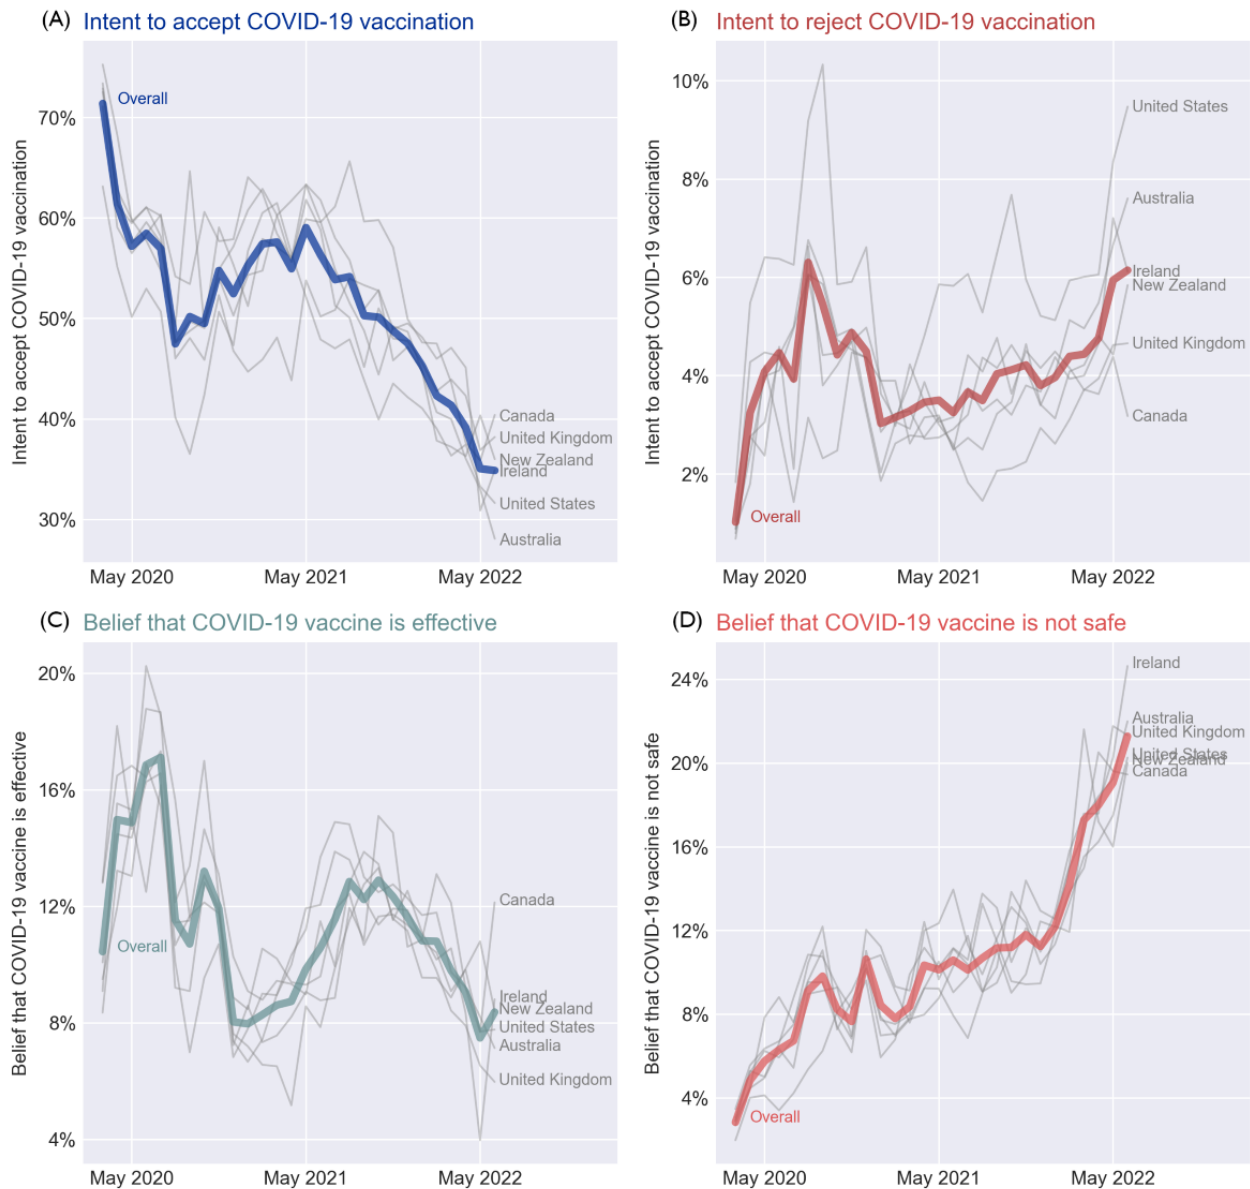 (A) Intent to accept COVID-19 vaccination
Intent to accept COVID-19 vaccination
70%
60%
50%
40%
30%
Overall
Canada
United Kingdom
New Zealand
Ireland
United States
Australia
May 2020
May 2021
May 2022
(B) Intent to reject COVID-19 vaccination
Intent to accept COVID-19 vaccination
10%
8%
6%
4%
2%
United States
Australia
Ireland
New Zealand
United Kingdom
Canada
Overall
May 2020
May 2021
May 2022
(C) Belief that COVID-19 vaccine is effective
Belief that COVID-19 vaccine is effective
20%
16%
12%
8%
4%
Overall
Canada
Ireland
New Zealand
United States
Australia
United Kingdom
May 2020
May 2021
May 2022
(D) Belief that COVID-19 vaccine is not safe
Belief that COVID-19 vaccine is not safe
24%
20%
16%
12%
8%
4%
Ireland
Australia
United Kingdom
United States
New Zealand
Canada
Overall
May 2020
May 2021
May 2022